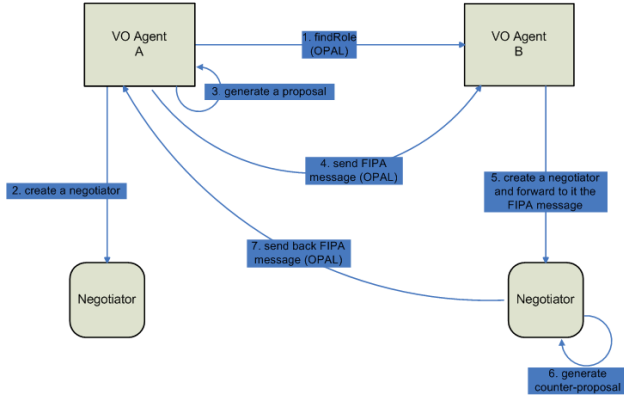 VO Agent
A
1. findRole
(OPAL)
VO Agent
B
3. generate a proposal
4. send FIPA
message (OPAL)
2. create a negotiator
5. create a negotiator
and forward to it the
FIPA message
7. send back FIPA
message (OPAL)
Negotiator
Negotiator
6. generate
counter-proposal